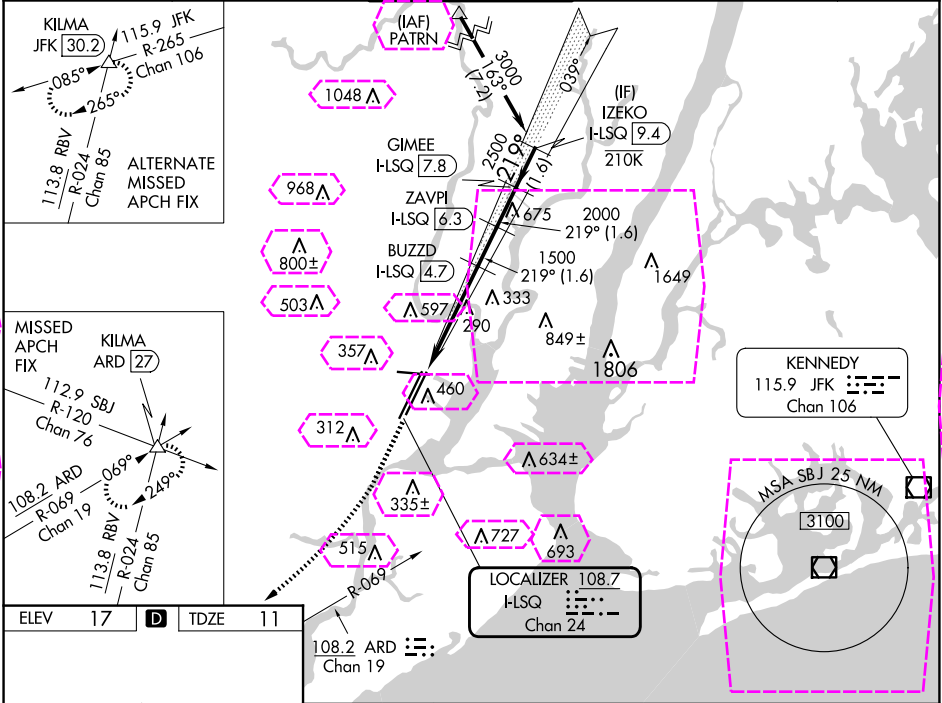 KILMA
JFK 30.2
115.9 JFK
R-265
Chan 106
085°
265°
113.8 RBV
R-024
Chan 85
ALTERNATE
MISSED
APCH FIX
(IAF)
PATRN
3000
163°
(7.2)
1048
039°
(IF)
IZEKO
I-LSQ 9.4
210K
GIMEE
I-LSQ 7.8
2500
219°
(1.6)
968
ZAVPI
I-LSQ 6.3
675
2000
219° (1.6)
BUZZD
I-LSQ 4.7
1500
219° (1.6)
800±
1649
503
597
333
290
849±
1806
357
460
MISSED
APCH
FIX
KILMA
ARD 27
112.9 SBJ
R-120
Chan 76
069°
249°
108.2 ARD
R-069
Chan 19
113.8 RBV
R-024
Chan 85
KENNEDY
115.9 JFK
Chan 106
312
634±
335±
MSA SBJ 25 NM
3100
515
727
693
R-069
LOCALIZER 108.7
I-LSQ
Chan 24
108.2 ARD
Chan 19
ELEV 17 D TDZE 11